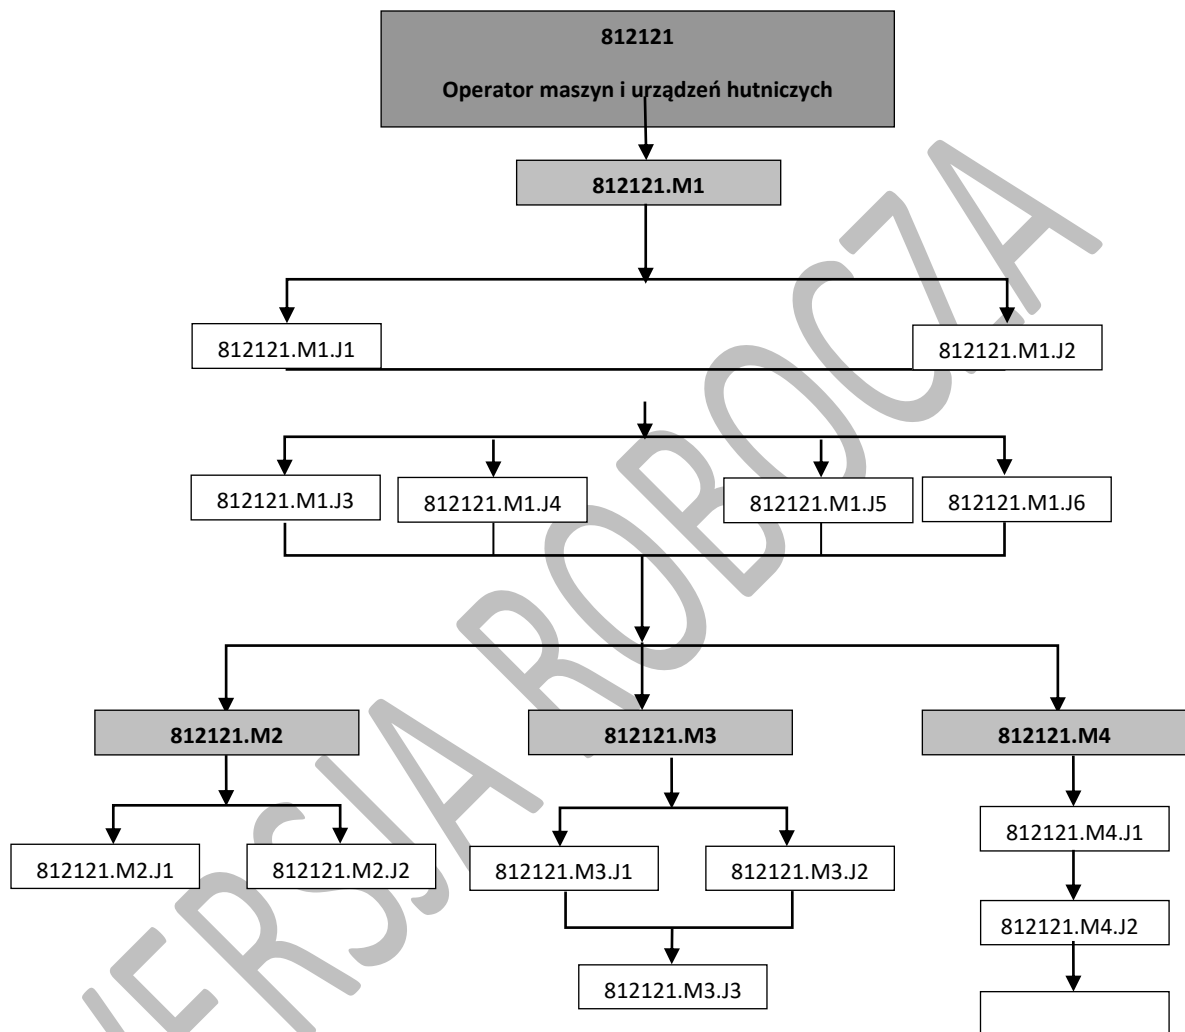 812121
Operator maszyn i urządzeń hutniczych
812121.M1
812121.M1.J1
812121.M1.J2
812121.M1.J3
812121.M1.J4
812121.M1.J5
812121.M1.J6
812121.M2
812121.M3
812121.M4
812121.M2.J1
812121.M2.J2
812121.M3.J1
812121.M3.J2
812121.M4.J1
812121.M4.J2
812121.M3.J3
WERSJA ROBOCZA